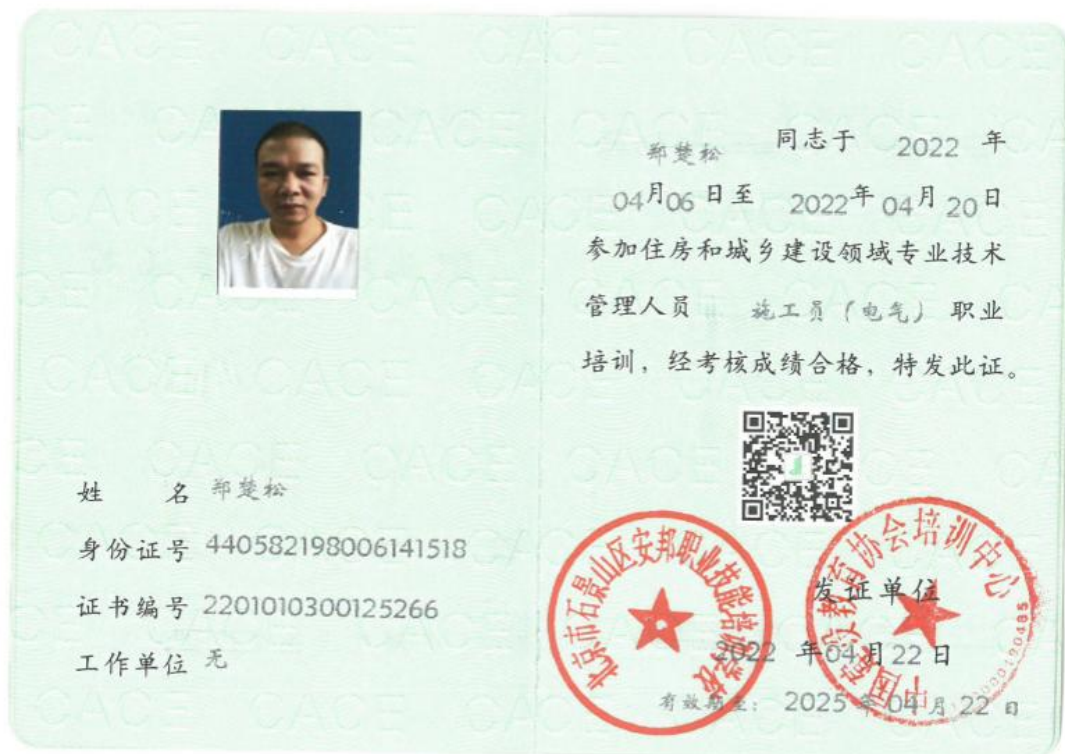 姓 名 郑楚松
身份证号 440582198006141518
证书编号 2201010300125266
工作单位 无
郑楚松 同志于 2022 年
04月06日至 2022年04月20日
参加住房和城乡建设领域专业技术
管理人员 施工员（电气）职业
培训，经考核成绩合格，特发此证。
北京市石景山区安邦职业技能培训学校
中国建设教育协会培训中心
发证单位
2022 年04月22日
有效期至：2025年04月22日
CACE